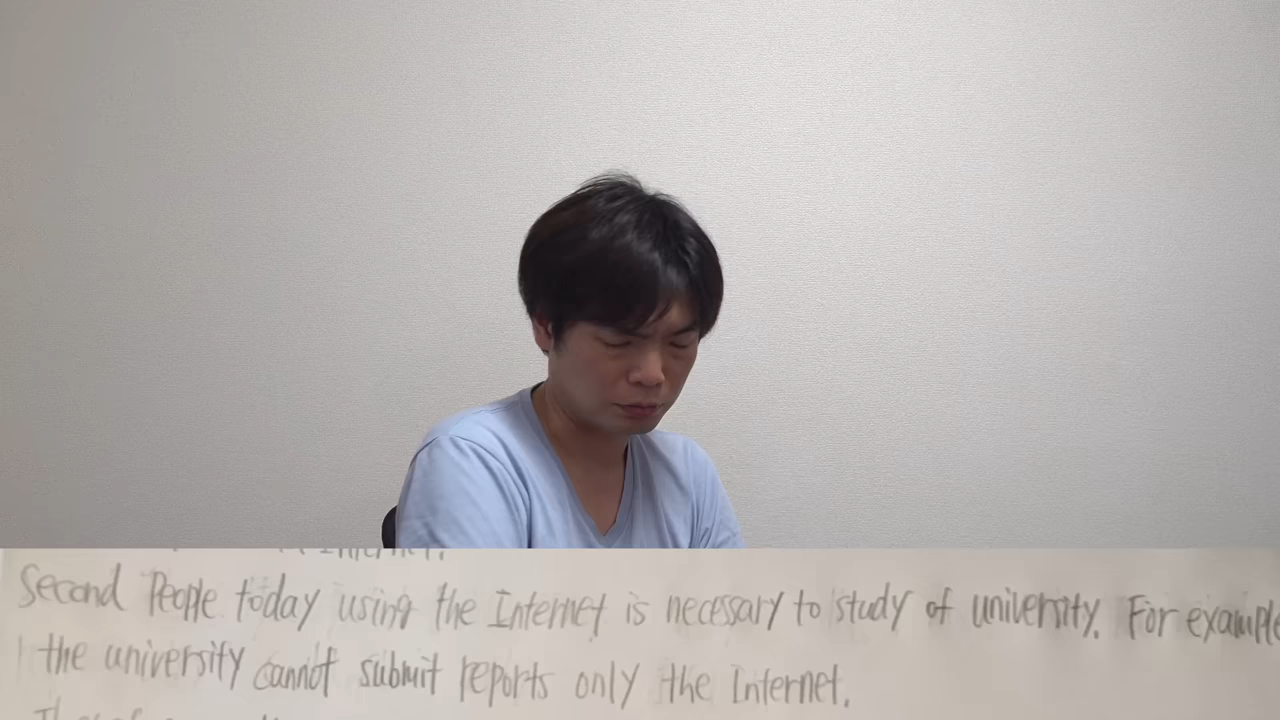 Internet.
Second People today using the Internet is necessary to study of university. For example
the university cannot submit reports only the Internet.